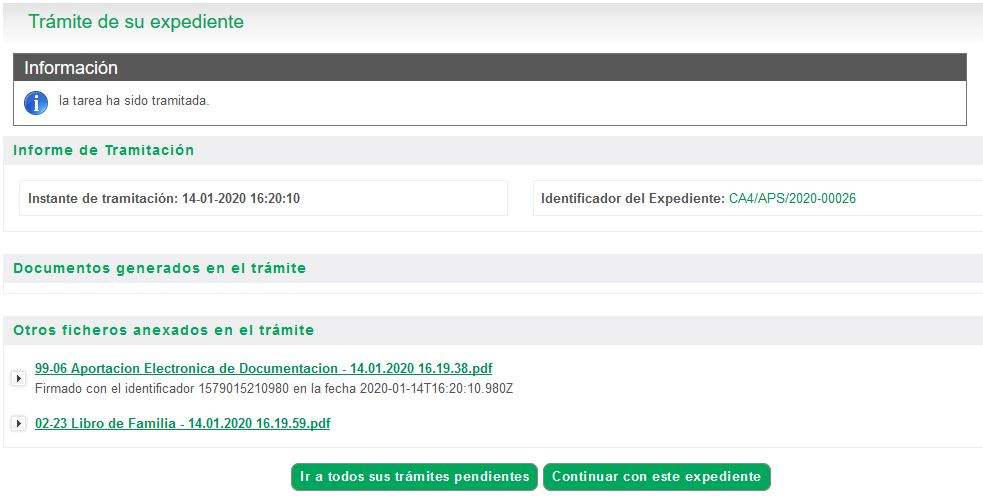 Trámite de su expediente
Información
la tarea ha sido tramitada.
Informe de Tramitación
Instante de tramitación: 14-01-2020 16:20:10
Identificador del Expediente: CA4/APS/2020-00026
Documentos generados en el trámite
Otros ficheros anexados en el trámite
99-06 Aportacion Electronica de Documentacion - 14.01.2020 16.19.38.pdf
Firmado con el identificador 1579015210980 en la fecha 2020-01-14T16:20:10.980Z
02-23 Libro de Familia - 14.01.2020 16.19.59.pdf
Ir a todos sus trámites pendientes
Continuar con este expediente